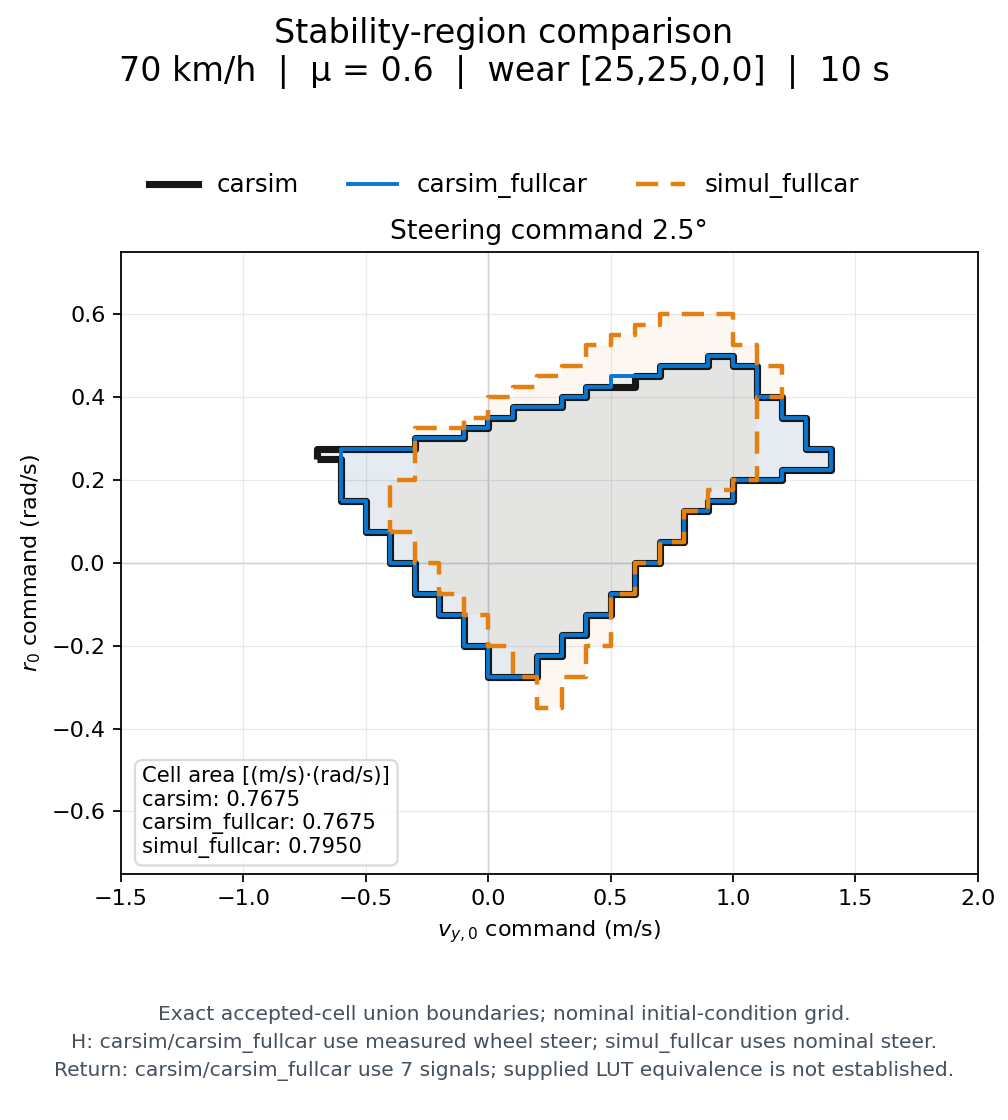 Stability-region comparison
70 km/h  |  μ = 0.6  |  wear [25,25,0,0]  |  10 s
carsim
carsim_fullcar
simul_fullcar
Steering command 2.5°
0.6
0.4
0.2
0.0
−0.2
−0.4
−0.6
r0 command (rad/s)
Cell area [(m/s)·(rad/s)]
carsim: 0.7675
carsim_fullcar: 0.7675
simul_fullcar: 0.7950
−1.5
−1.0
−0.5
0.0
0.5
1.0
1.5
2.0
vy,0 command (m/s)
Exact accepted-cell union boundaries; nominal initial-condition grid.
H: carsim/carsim_fullcar use measured wheel steer; simul_fullcar uses nominal steer.
Return: carsim/carsim_fullcar use 7 signals; supplied LUT equivalence is not established.